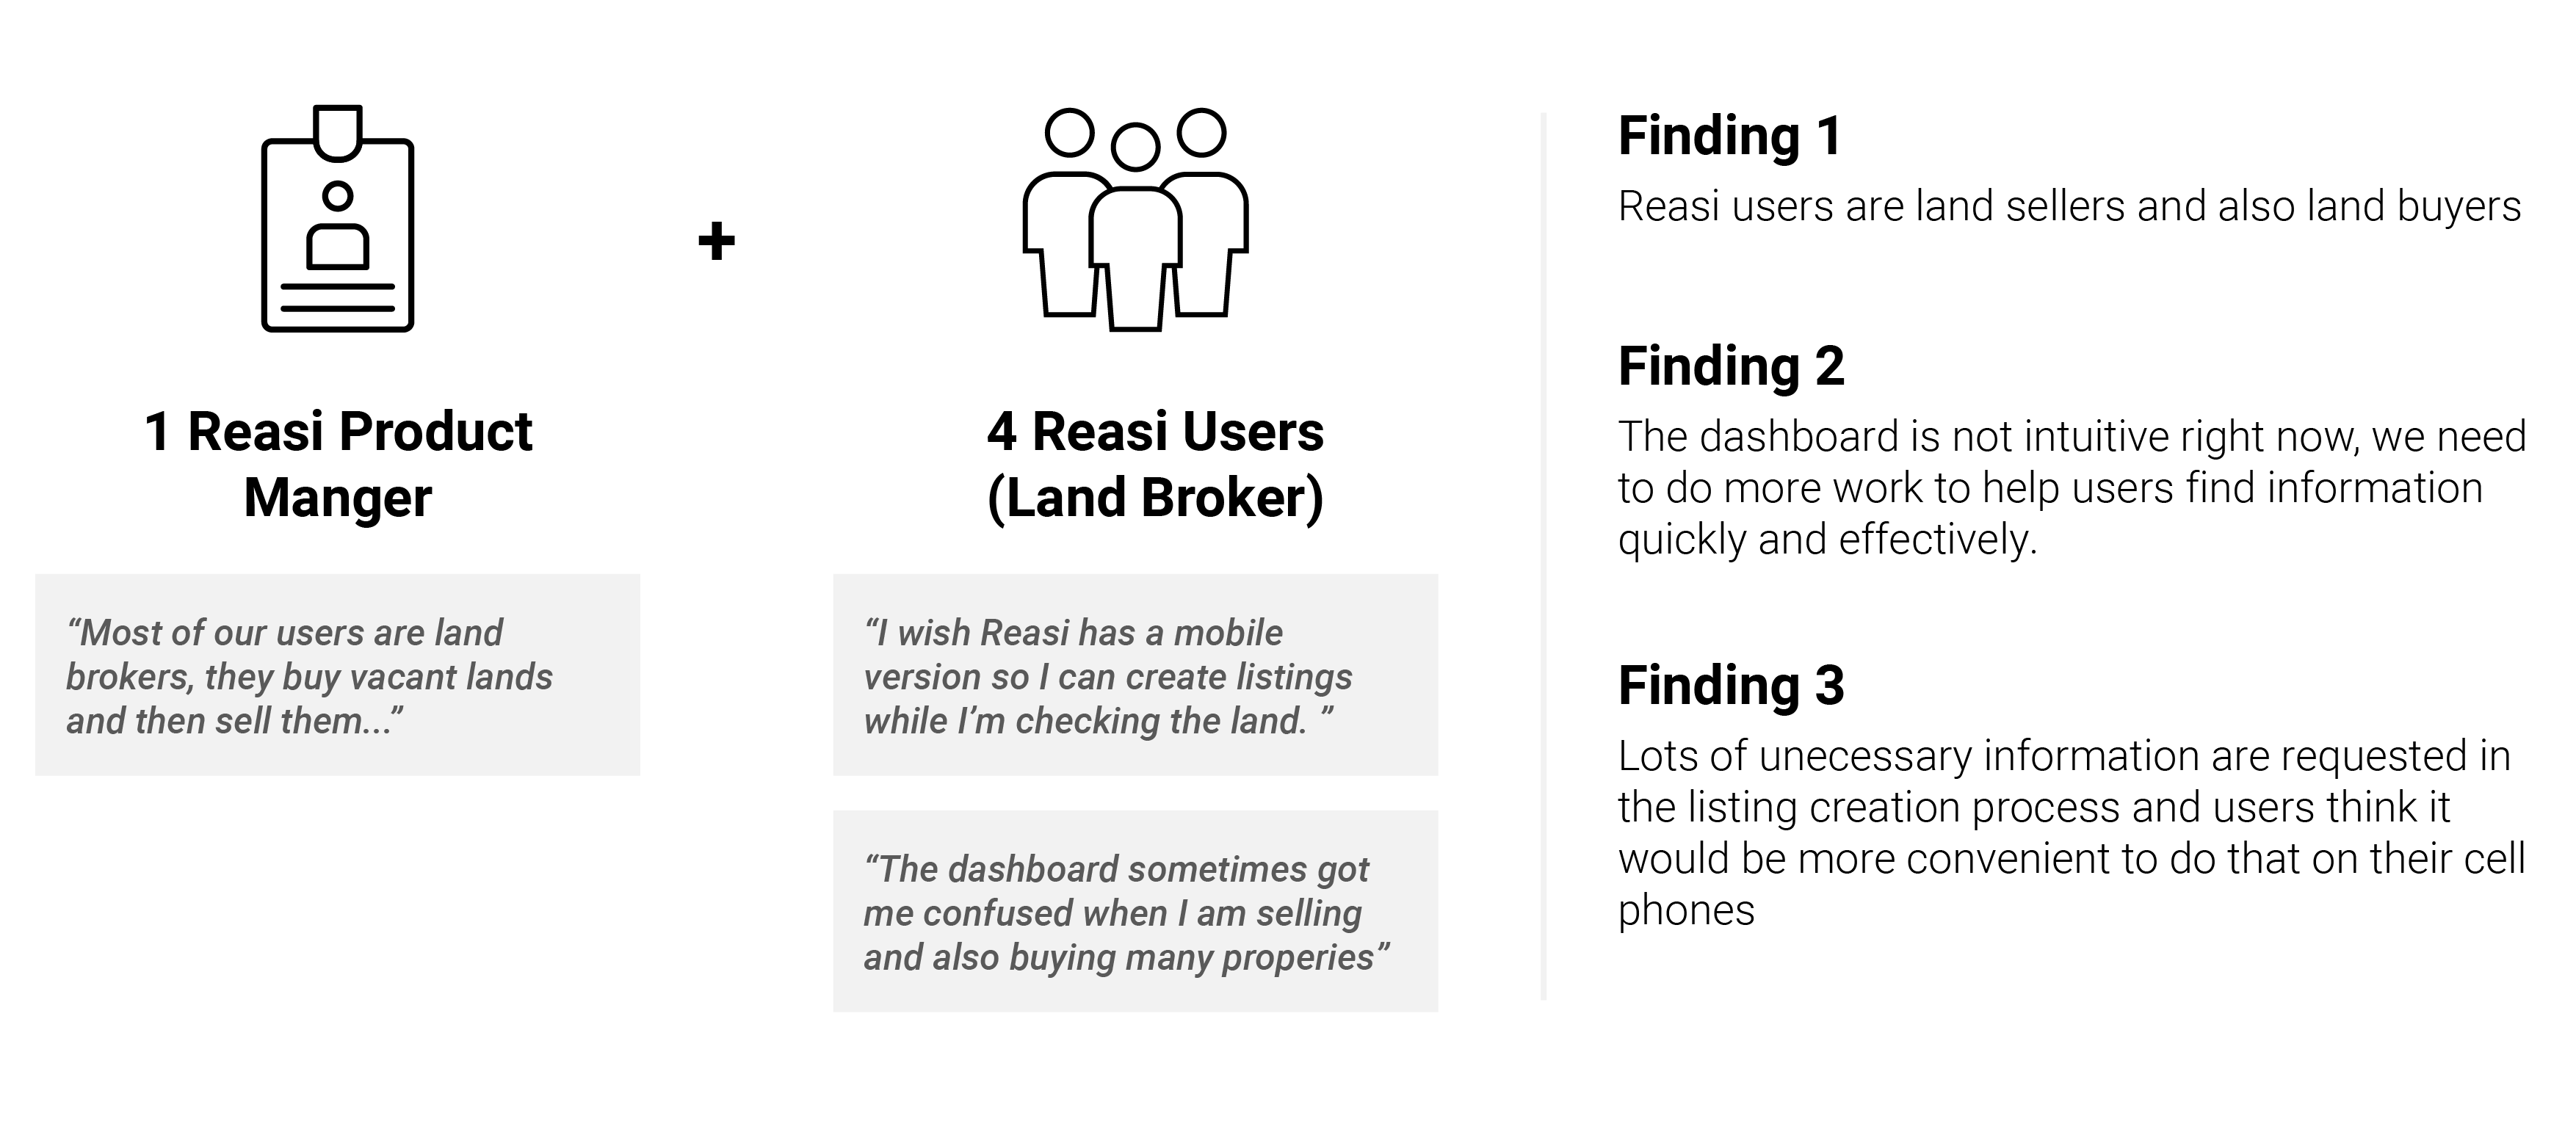 1 Reasi Product
Manger
“Most of our users are land
brokers, they buy vacant lands
and then sell them...”
+
4 Reasi Users
(Land Broker)
“I wish Reasi has a mobile
version so I can create listings
while I’m checking the land. ”
“The dashboard sometimes got
me confused when I am selling
and also buying many properies”
Finding 1
Reasi users are land sellers and also land buyers
Finding 2
The dashboard is not intuitive right now, we need
to do more work to help users find information
quickly and effectively.
Finding 3
Lots of unecessary information are requested in
the listing creation process and users think it
would be more convenient to do that on their cell
phones